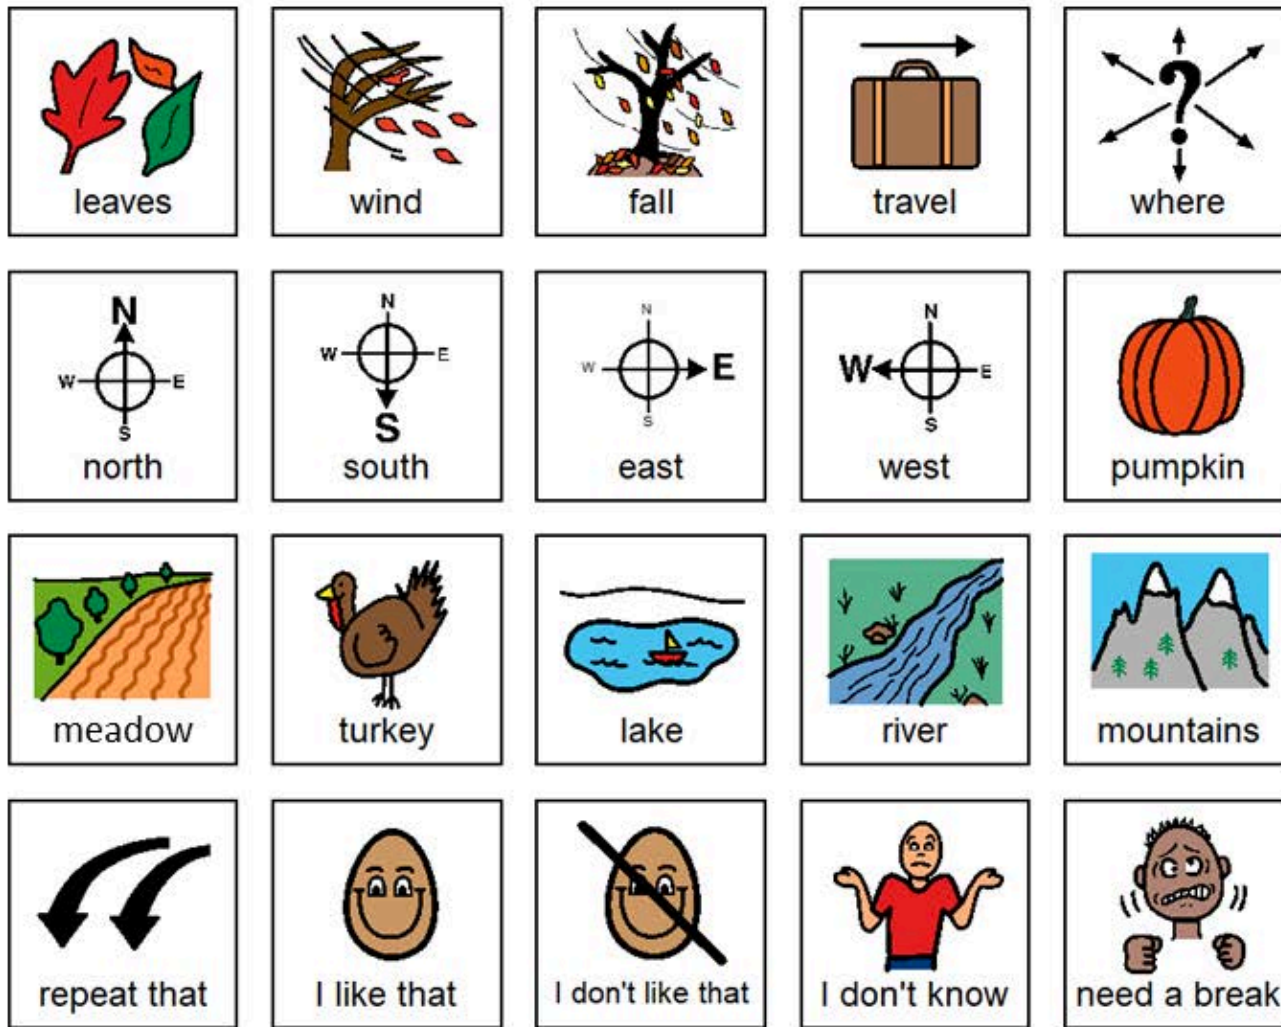 leaves
wind
fall
travel
where
N
W E
S
north
N
W E
S
south
N
W E
S
east
N
W E
S
west
pumpkin
meadow
turkey
lake
river
mountains
repeat that
I like that
I don't like that
I don't know
need a break